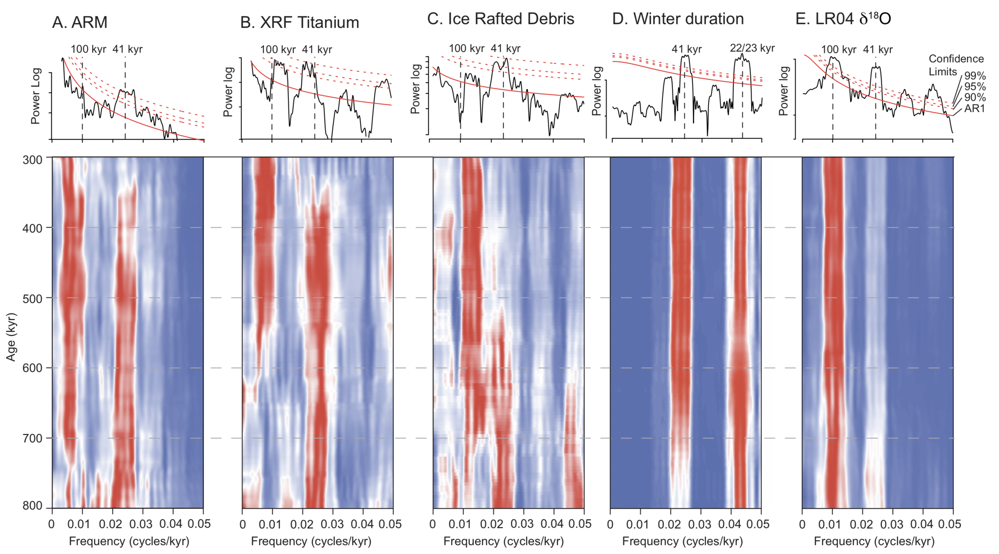 A. ARM
B. XRF Titanium
C. Ice Rafted Debris
D. Winter duration
E. LR04 δ¹⁸O
100 kyr 41 kyr
100 kyr 41 kyr
100 kyr 41 kyr
41 kyr 22/23 kyr
100 kyr 41 kyr
Confidence
Limits
99%
95%
90%
AR1
Power Log
Power log
Power log
Power log
Power log
300
400
500
600
700
800
Age (kyr)
0 0.01 0.02 0.03 0.04 0.05
0 0.01 0.02 0.03 0.04 0.05
0 0.01 0.02 0.03 0.04 0.05
0 0.01 0.02 0.03 0.04 0.05
0 0.01 0.02 0.03 0.04 0.05
Frequency (cycles/kyr)
Frequency (cycles/kyr)
Frequency (cycles/kyr)
Frequency (cycles/kyr)
Frequency (cycles/kyr)